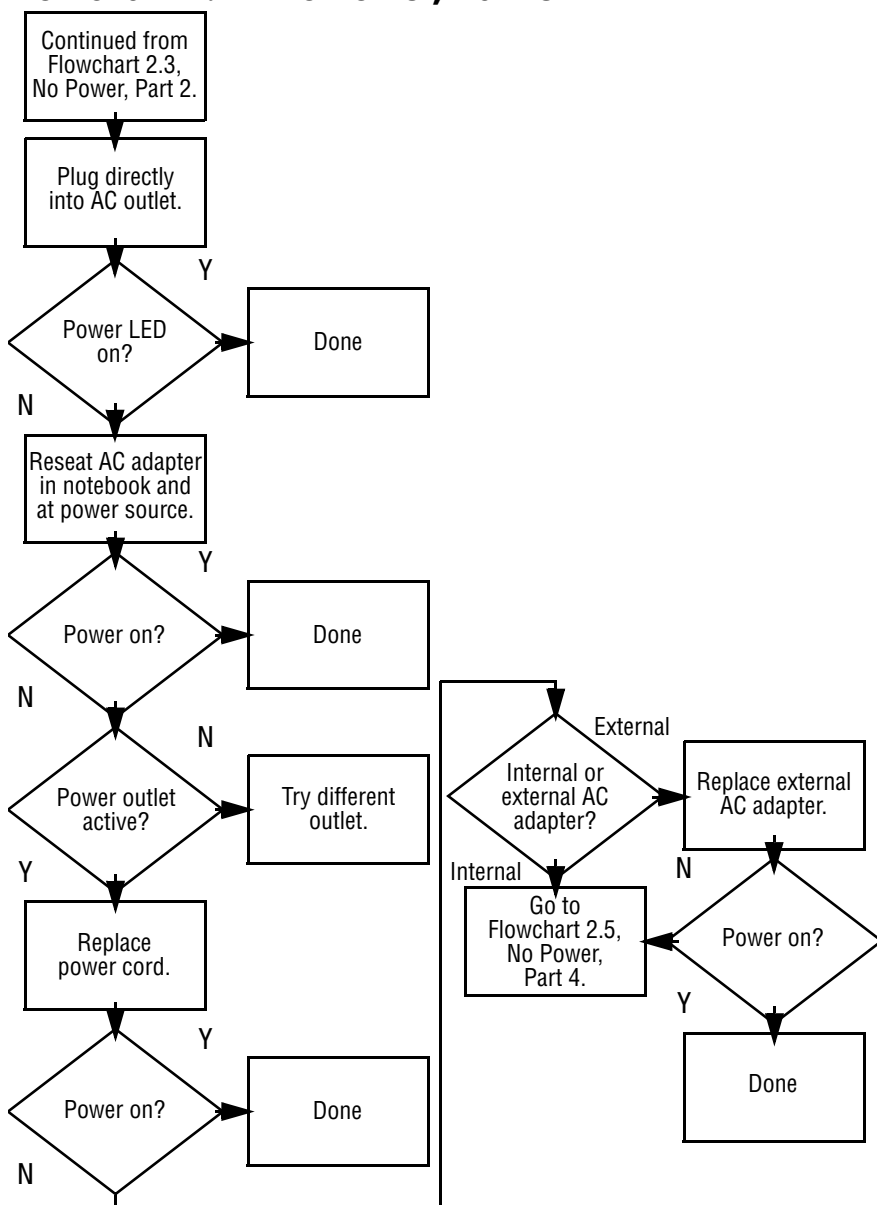 Continued from
Flowchart 2.3,
No Power, Part 2.
Plug directly
into AC outlet.
Y
Power LED
on?
Done
N
Reseat AC adapter
in notebook and
at power source.
Y
Power on?
Done
N
N
Power outlet
active?
Try different
outlet.
Y
Replace
power cord.
Y
Power on?
Done
N
External
Internal or
external AC
adapter?
Replace external
AC adapter.
Internal
N
Go to
Flowchart 2.5,
No Power,
Part 4.
Power on?
Y
Done